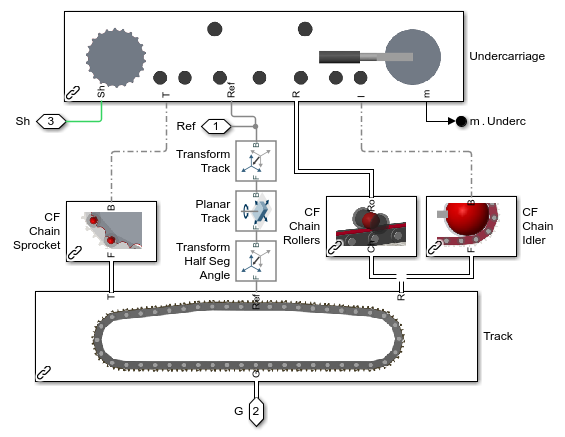 Undercarriage
Sh
T
Ref
R
I
m
Sh 3
Ref 1
m . Underc
Transform
Track
B
F
Planar
Track
B
F
Transform
Half Seg
Angle
B
F
CF
Chain
Sprocket
B
F
CF
Chain
Rollers
Ro
Ch
CF
Chain
Idler
B
F
T
Ref
R
Track
G
G 2